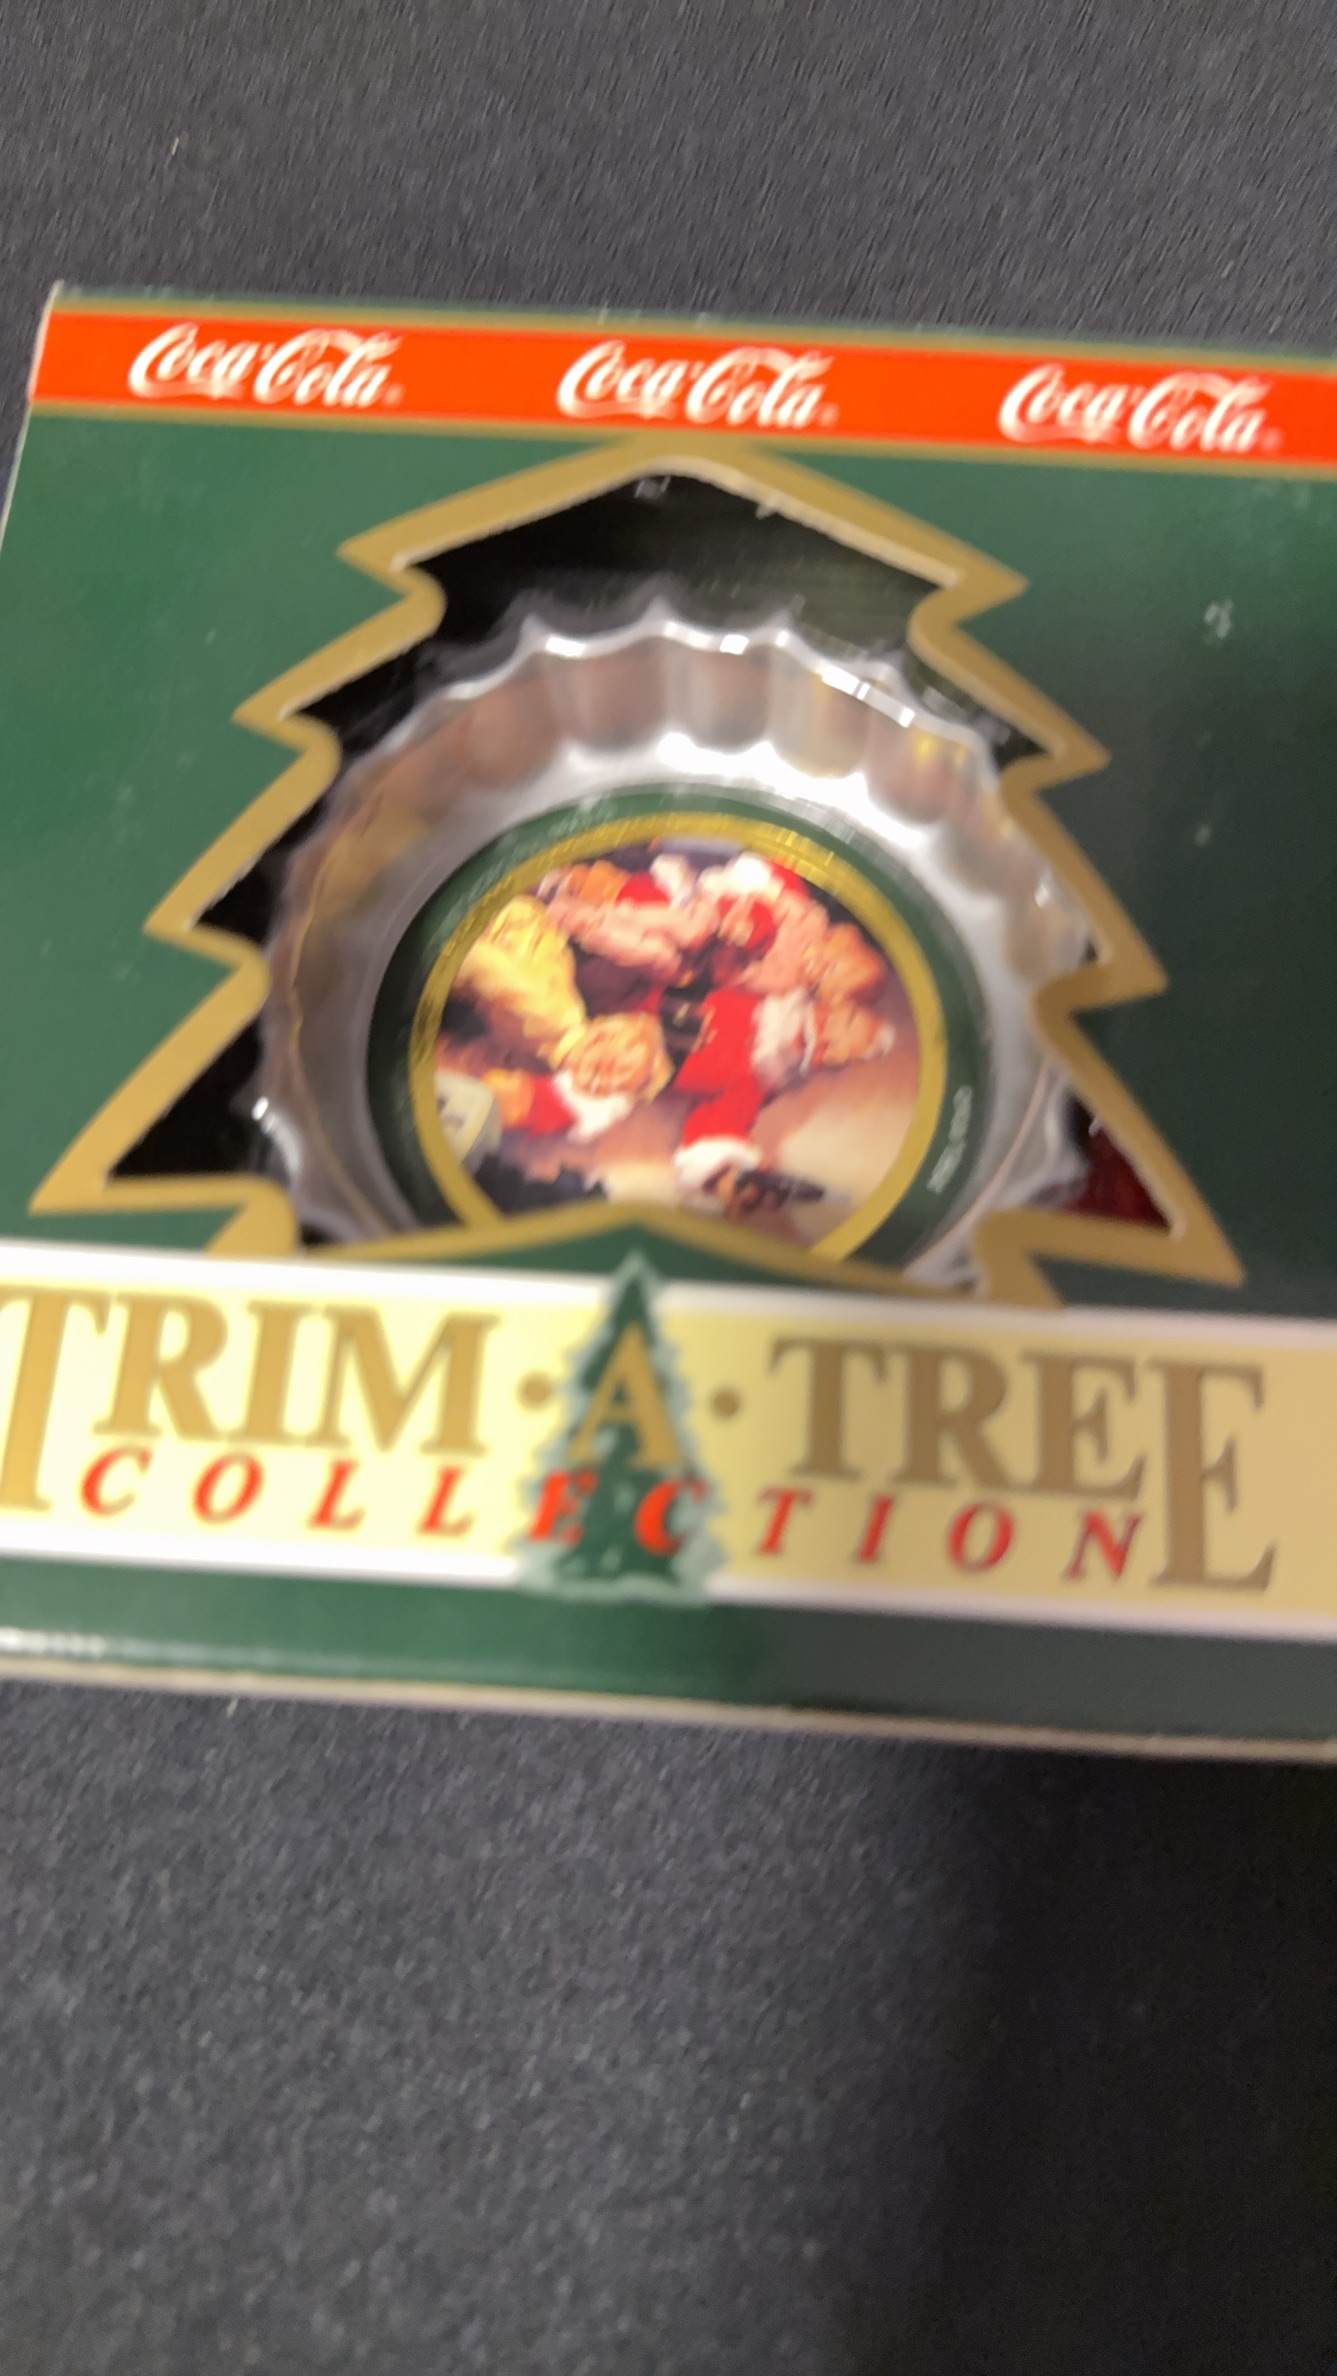 Coca-Cola Coca-Cola Coca-Cola
TRIM · A · TREE
COLLECTION